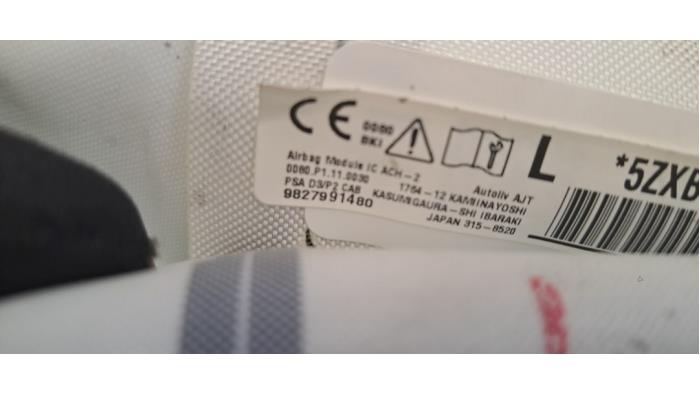 CE 0080 BKI L *5ZXB
Airbag Module IC ACH-2
0080.P1.11.0030
PSA D3/P2 CAB
9827991480
Autoliv AJT
1764-12 KAMIINAYOSHI
KASUMIGAURA-SHI IBARAKI
JAPAN 315-8520